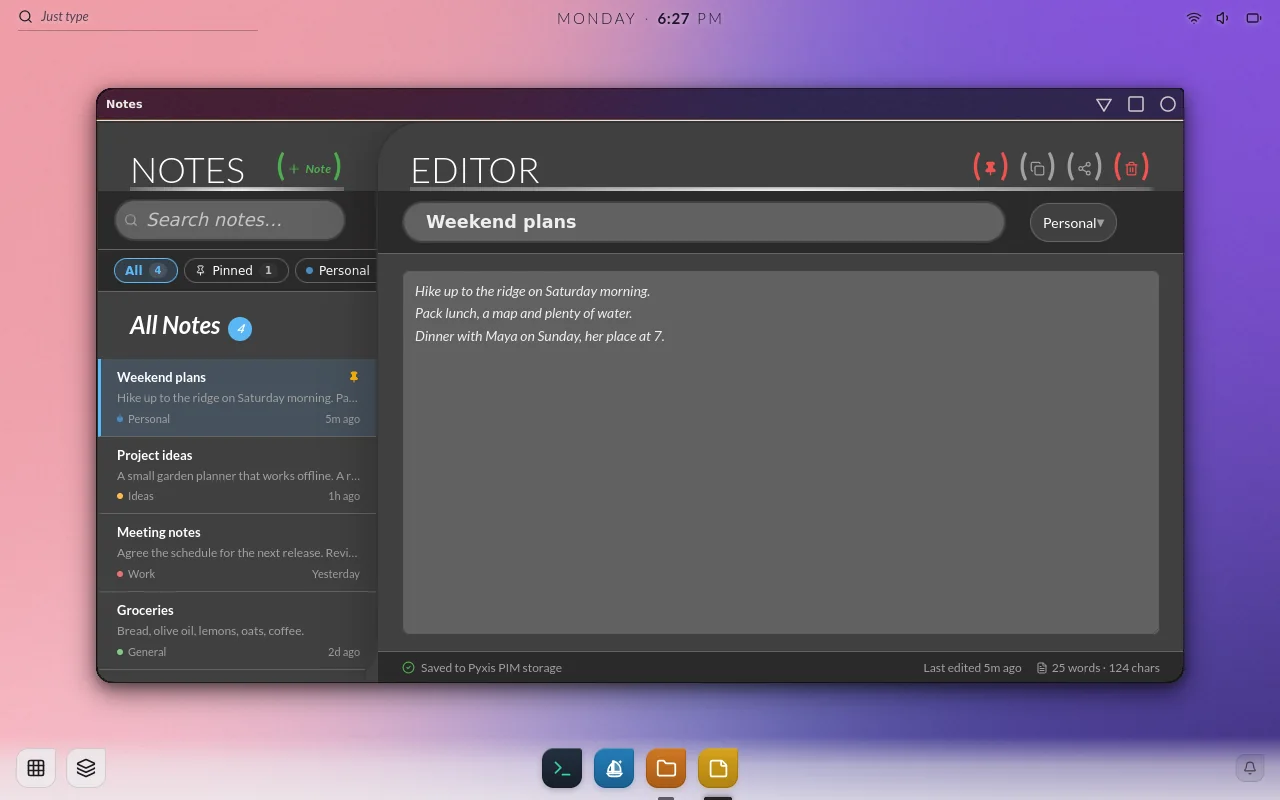 Just type
MONDAY · 6:27 PM
Notes
NOTES
+ Note
Search notes...
All 4
Pinned 1
Personal
All Notes 4
Weekend plans
Hike up to the ridge on Saturday morning. Pa...
Personal 5m ago
Project ideas
A small garden planner that works offline. A r...
Ideas 1h ago
Meeting notes
Agree the schedule for the next release. Revi...
Work Yesterday
Groceries
Bread, olive oil, lemons, oats, coffee.
General 2d ago
EDITOR
Weekend plans
Personal
Hike up to the ridge on Saturday morning.
Pack lunch, a map and plenty of water.
Dinner with Maya on Sunday, her place at 7.
Saved to Pyxis PIM storage
Last edited 5m ago
25 words · 124 chars